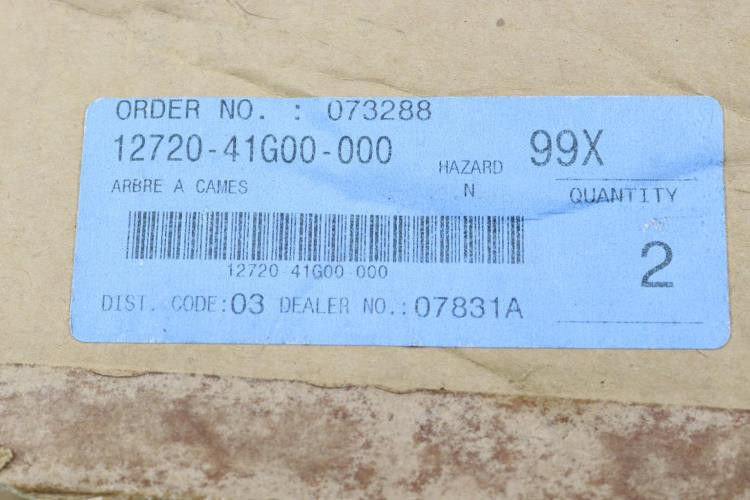 ORDER NO. : 073288
12720-41G00-000 HAZARD 99X
ARBRE A CAMES N QUANTITY
12720-41G00-000 2
DIST. CODE:03 DEALER NO.:07831A